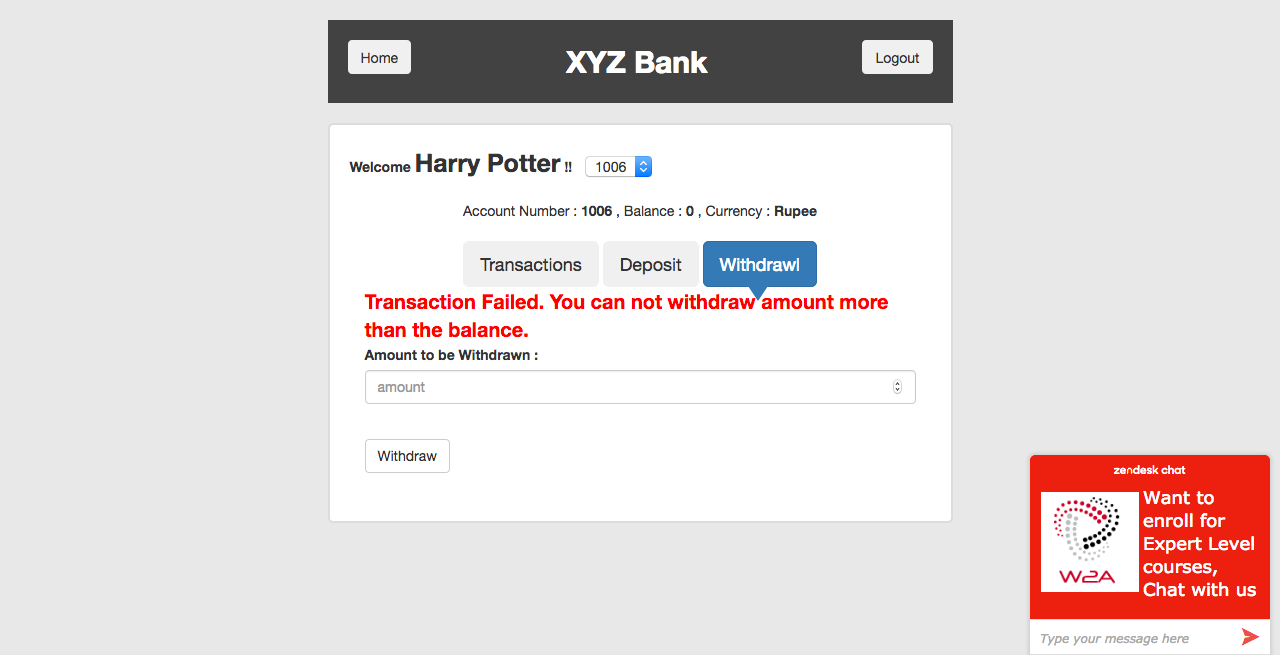 Home
XYZ Bank
Logout
Welcome Harry Potter !! 1006
Account Number : 1006 , Balance : 0 , Currency : Rupee
Transactions
Deposit
Withdrawl
Transaction Failed. You can not withdraw amount more
than the balance.
Amount to be Withdrawn :
amount
Withdraw
zendesk chat
W2A
Want to
enroll for
Expert Level
courses,
Chat with us
Type your message here